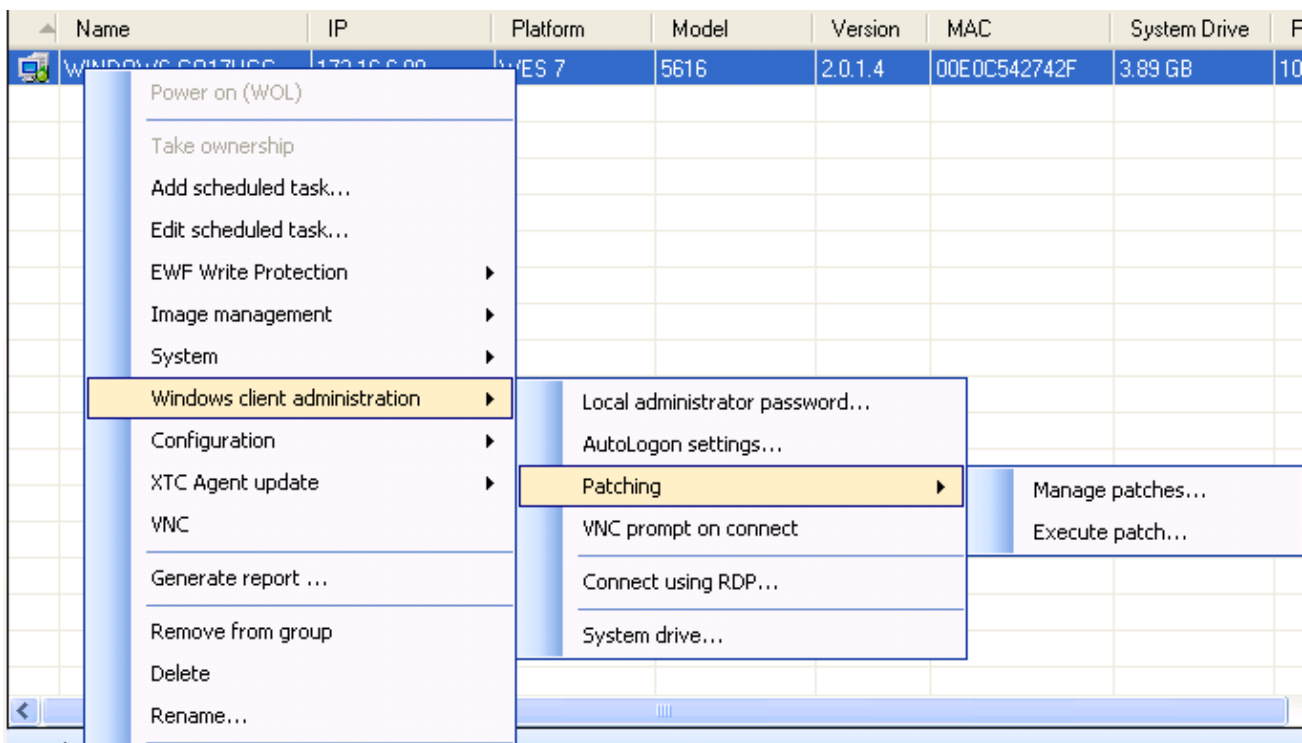 Name IP Platform Model Version MAC System Drive
5616 2.0.1.4 00E0C542742F 3.89 GB 10
Power on (WOL)
Take ownership
Add scheduled task...
Edit scheduled task...
EWF Write Protection
Image management
System
Windows client administration
Configuration
XTC Agent update
VNC
Generate report ...
Remove from group
Delete
Rename...
Local administrator password...
AutoLogon settings...
Patching
VNC prompt on connect
Connect using RDP...
System drive...
Manage patches...
Execute patch...